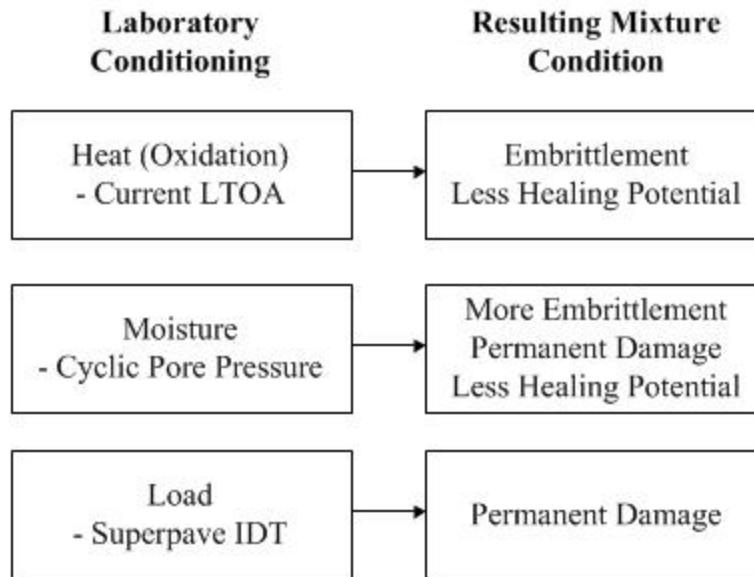 Laboratory
Conditioning
Resulting Mixture
Condition
Heat (Oxidation)
- Current LTOA
Embrittlement
Less Healing Potential
Moisture
- Cyclic Pore Pressure
More Embrittlement
Permanent Damage
Less Healing Potential
Load
- Superpave IDT
Permanent Damage